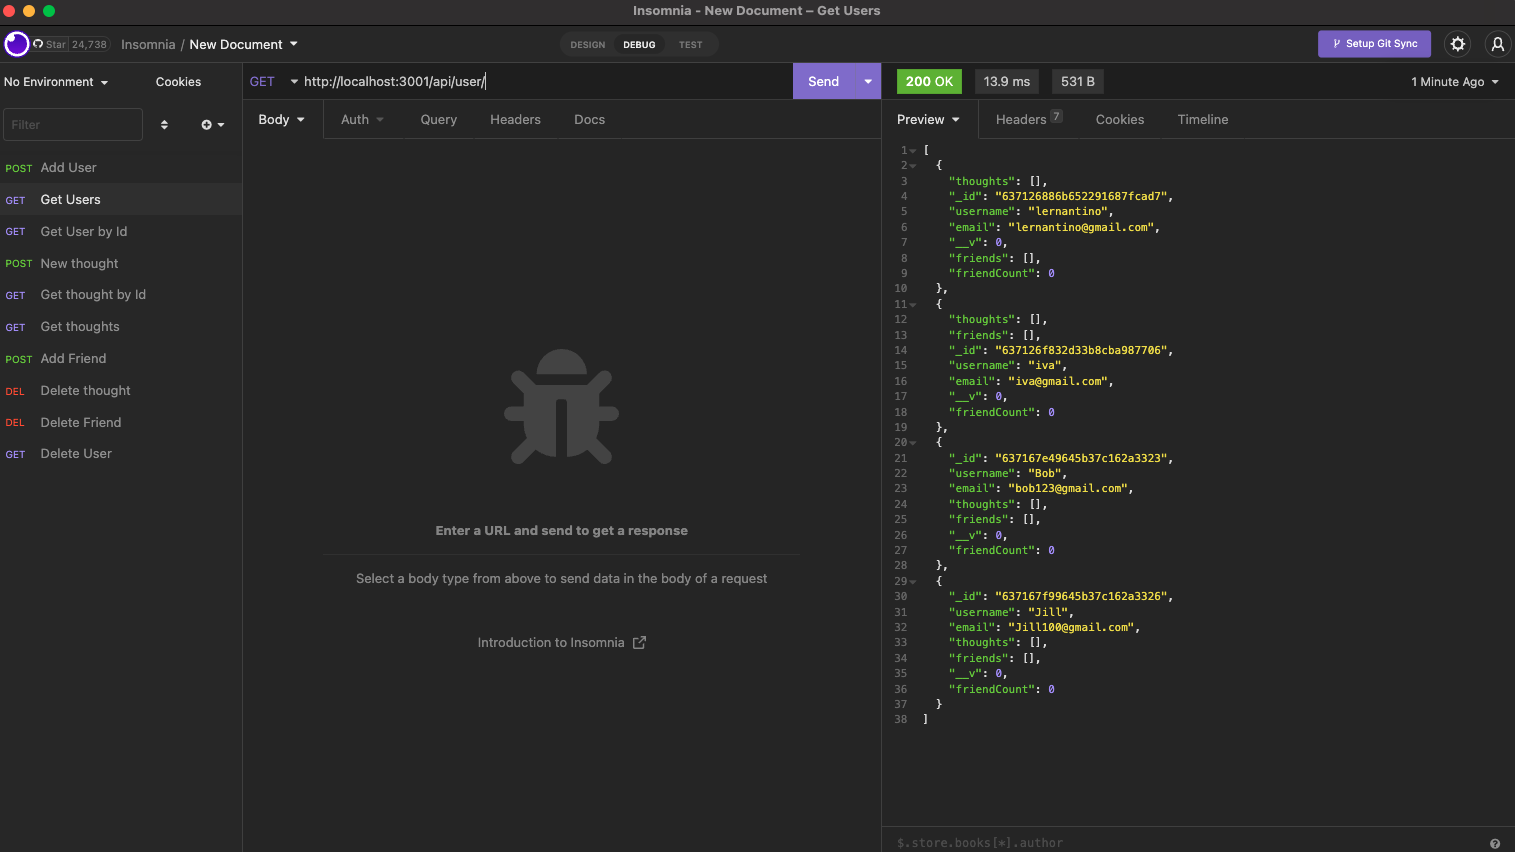 Insomnia - New Document – Get Users
Star 24,738
Insomnia / New Document
DESIGN DEBUG TEST
Setup Git Sync
No Environment
Cookies
Filter
POST Add User
GET Get Users
GET Get User by Id
POST New thought
GET Get thought by Id
GET Get thoughts
POST Add Friend
DEL Delete thought
DEL Delete Friend
GET Delete User
GET http://localhost:3001/api/user/
Send
Body Auth Query Headers Docs
Enter a URL and send to get a response
Select a body type from above to send data in the body of a request
Introduction to Insomnia
200 OK 13.9 ms 531 B 1 Minute Ago
Preview Headers 7 Cookies Timeline
1 [
2 {
3 "thoughts": [],
4 "_id": "637126886b652291687fcad7",
5 "username": "lernantino",
6 "email": "lernantino@gmail.com",
7 "__v": 0,
8 "friends": [],
9 "friendCount": 0
10 },
11 {
12 "thoughts": [],
13 "friends": [],
14 "_id": "637126f832d33b8cba987706",
15 "username": "iva",
16 "email": "iva@gmail.com",
17 "__v": 0,
18 "friendCount": 0
19 },
20 {
21 "_id": "637167e49645b37c162a3323",
22 "username": "Bob",
23 "email": "bob123@gmail.com",
24 "thoughts": [],
25 "friends": [],
26 "__v": 0,
27 "friendCount": 0
28 },
29 {
30 "_id": "637167f99645b37c162a3326",
31 "username": "Jill",
32 "email": "Jill100@gmail.com",
33 "thoughts": [],
34 "friends": [],
35 "__v": 0,
36 "friendCount": 0
37 }
38 ]
$.store.books[*].author